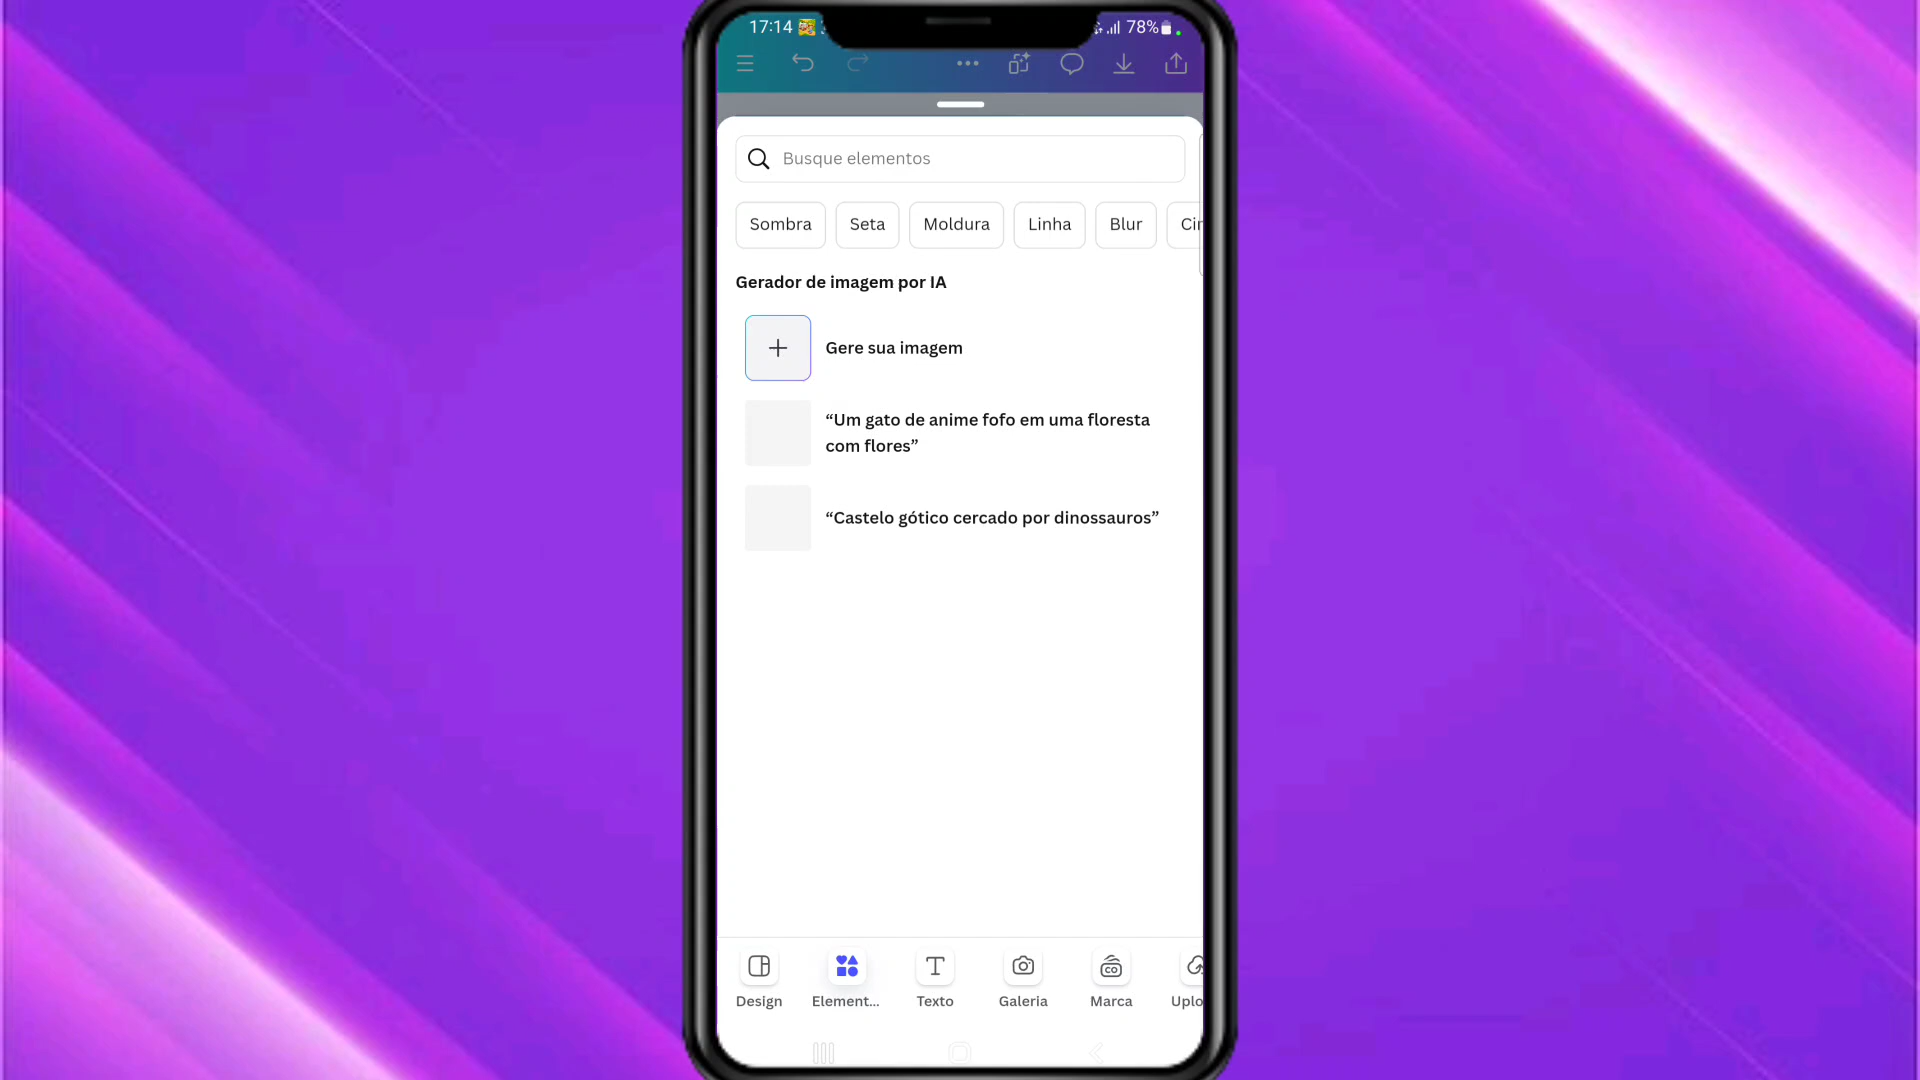 17:14
78%
Busque elementos
Sombra
Seta
Moldura
Linha
Blur
Cir
Gerador de imagem por IA
Gere sua imagem
“Um gato de anime fofo em uma floresta
com flores”
“Castelo gótico cercado por dinossauros”
CO
Design
Element...
Texto
Galeria
Marca
Uplo